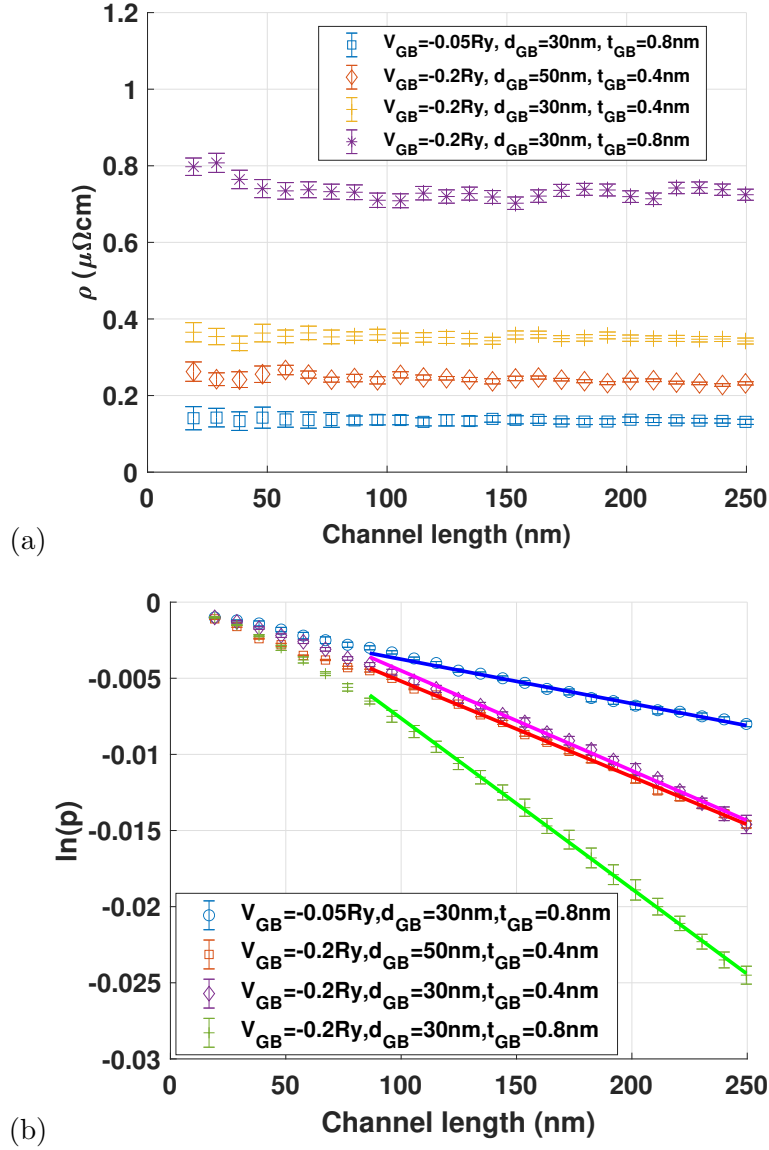 V_GB=-0.05Ry, d_GB=30nm, t_GB=0.8nm
V_GB=-0.2Ry, d_GB=50nm, t_GB=0.4nm
V_GB=-0.2Ry, d_GB=30nm, t_GB=0.4nm
V_GB=-0.2Ry, d_GB=30nm, t_GB=0.8nm
1.2
1
0.8
0.6
0.4
0.2
0
ρ (μΩcm)
0 50 100 150 200 250
Channel length (nm)
(a)
0
-0.005
-0.01
-0.015
-0.02
-0.025
-0.03
ln(p)
V_GB=-0.05Ry,d_GB=30nm,t_GB=0.8nm
V_GB=-0.2Ry,d_GB=50nm,t_GB=0.4nm
V_GB=-0.2Ry,d_GB=30nm,t_GB=0.4nm
V_GB=-0.2Ry,d_GB=30nm,t_GB=0.8nm
0 50 100 150 200 250
Channel length (nm)
(b)